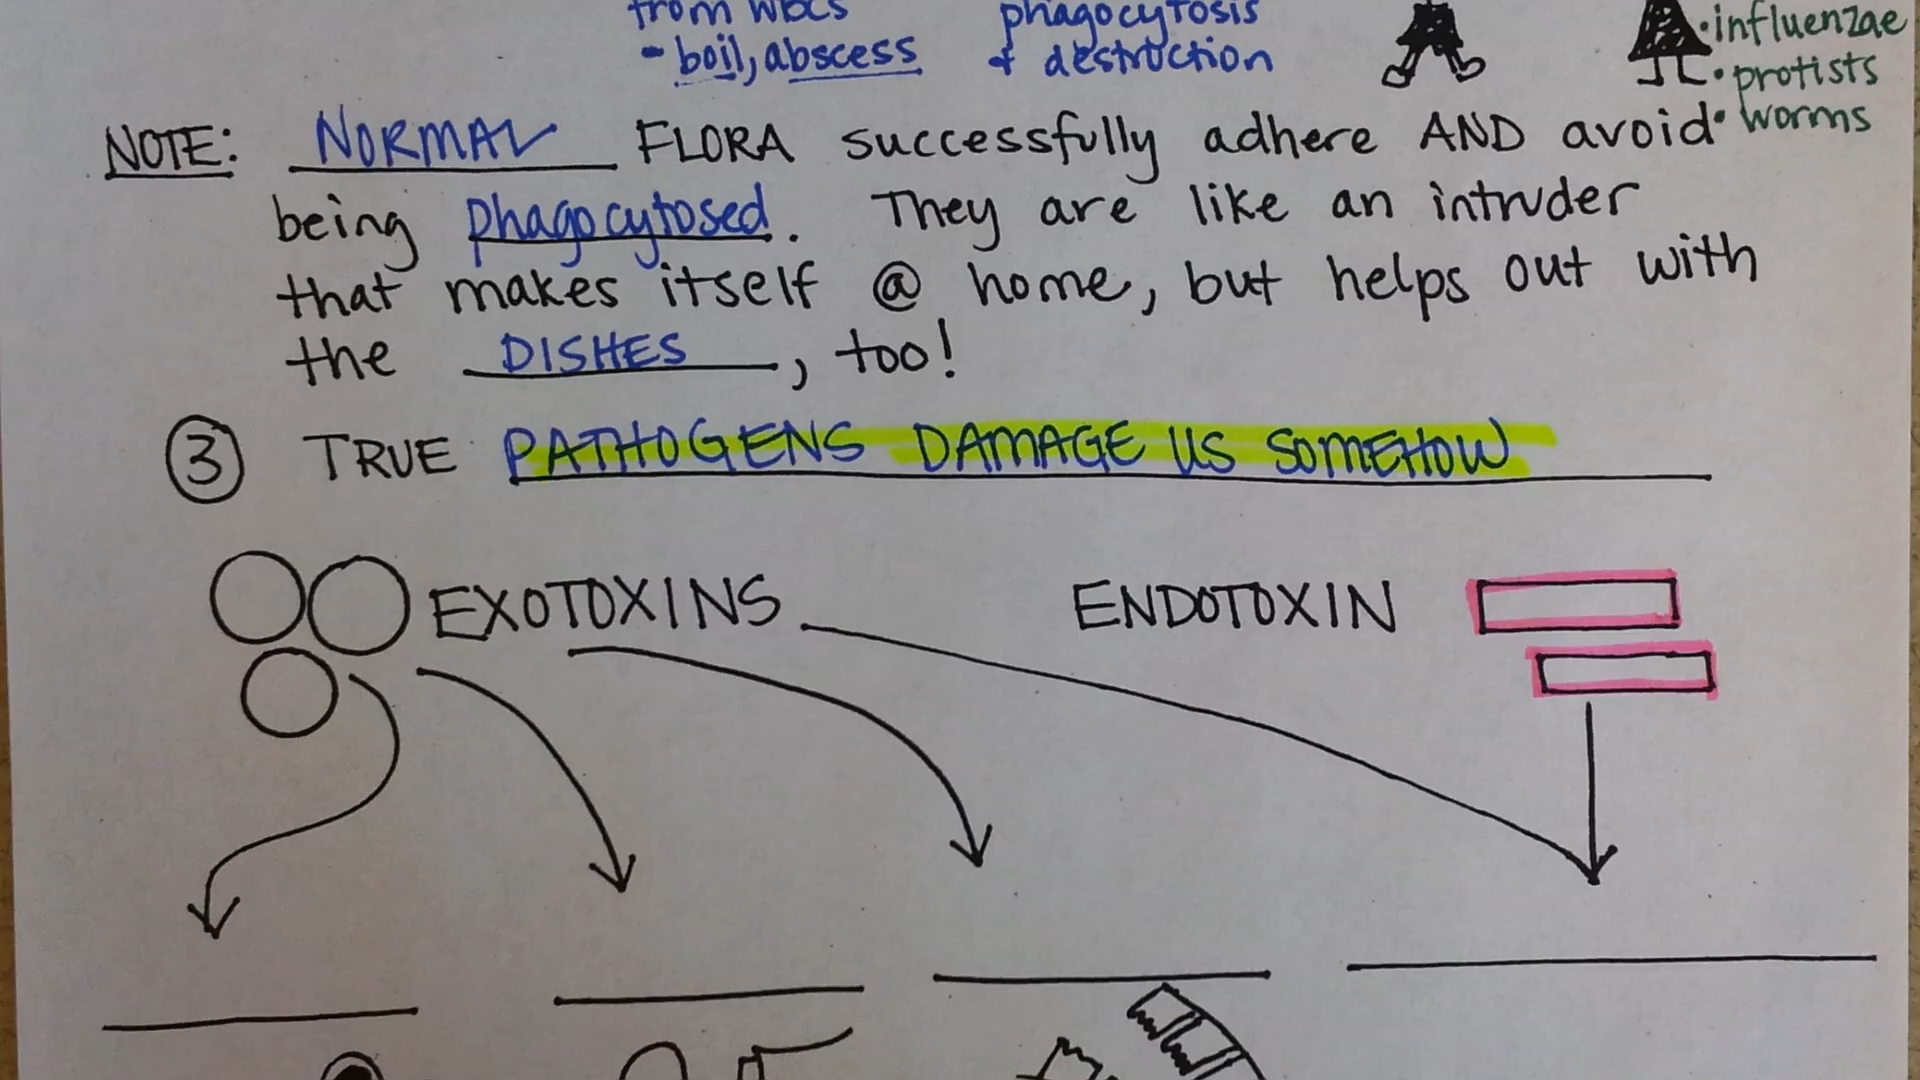 from WBCs
- boil, abscess
phagocytosis
& destruction
•influenzae
•protists
•worms
NOTE: NORMAL FLORA successfully adhere AND avoid
being phagocytosed. They are like an intruder
that makes itself @ home, but helps out with
the DISHES, too!
③ TRUE PATHOGENS DAMAGE US SOMEHOW
EXOTOXINS
ENDOTOXIN